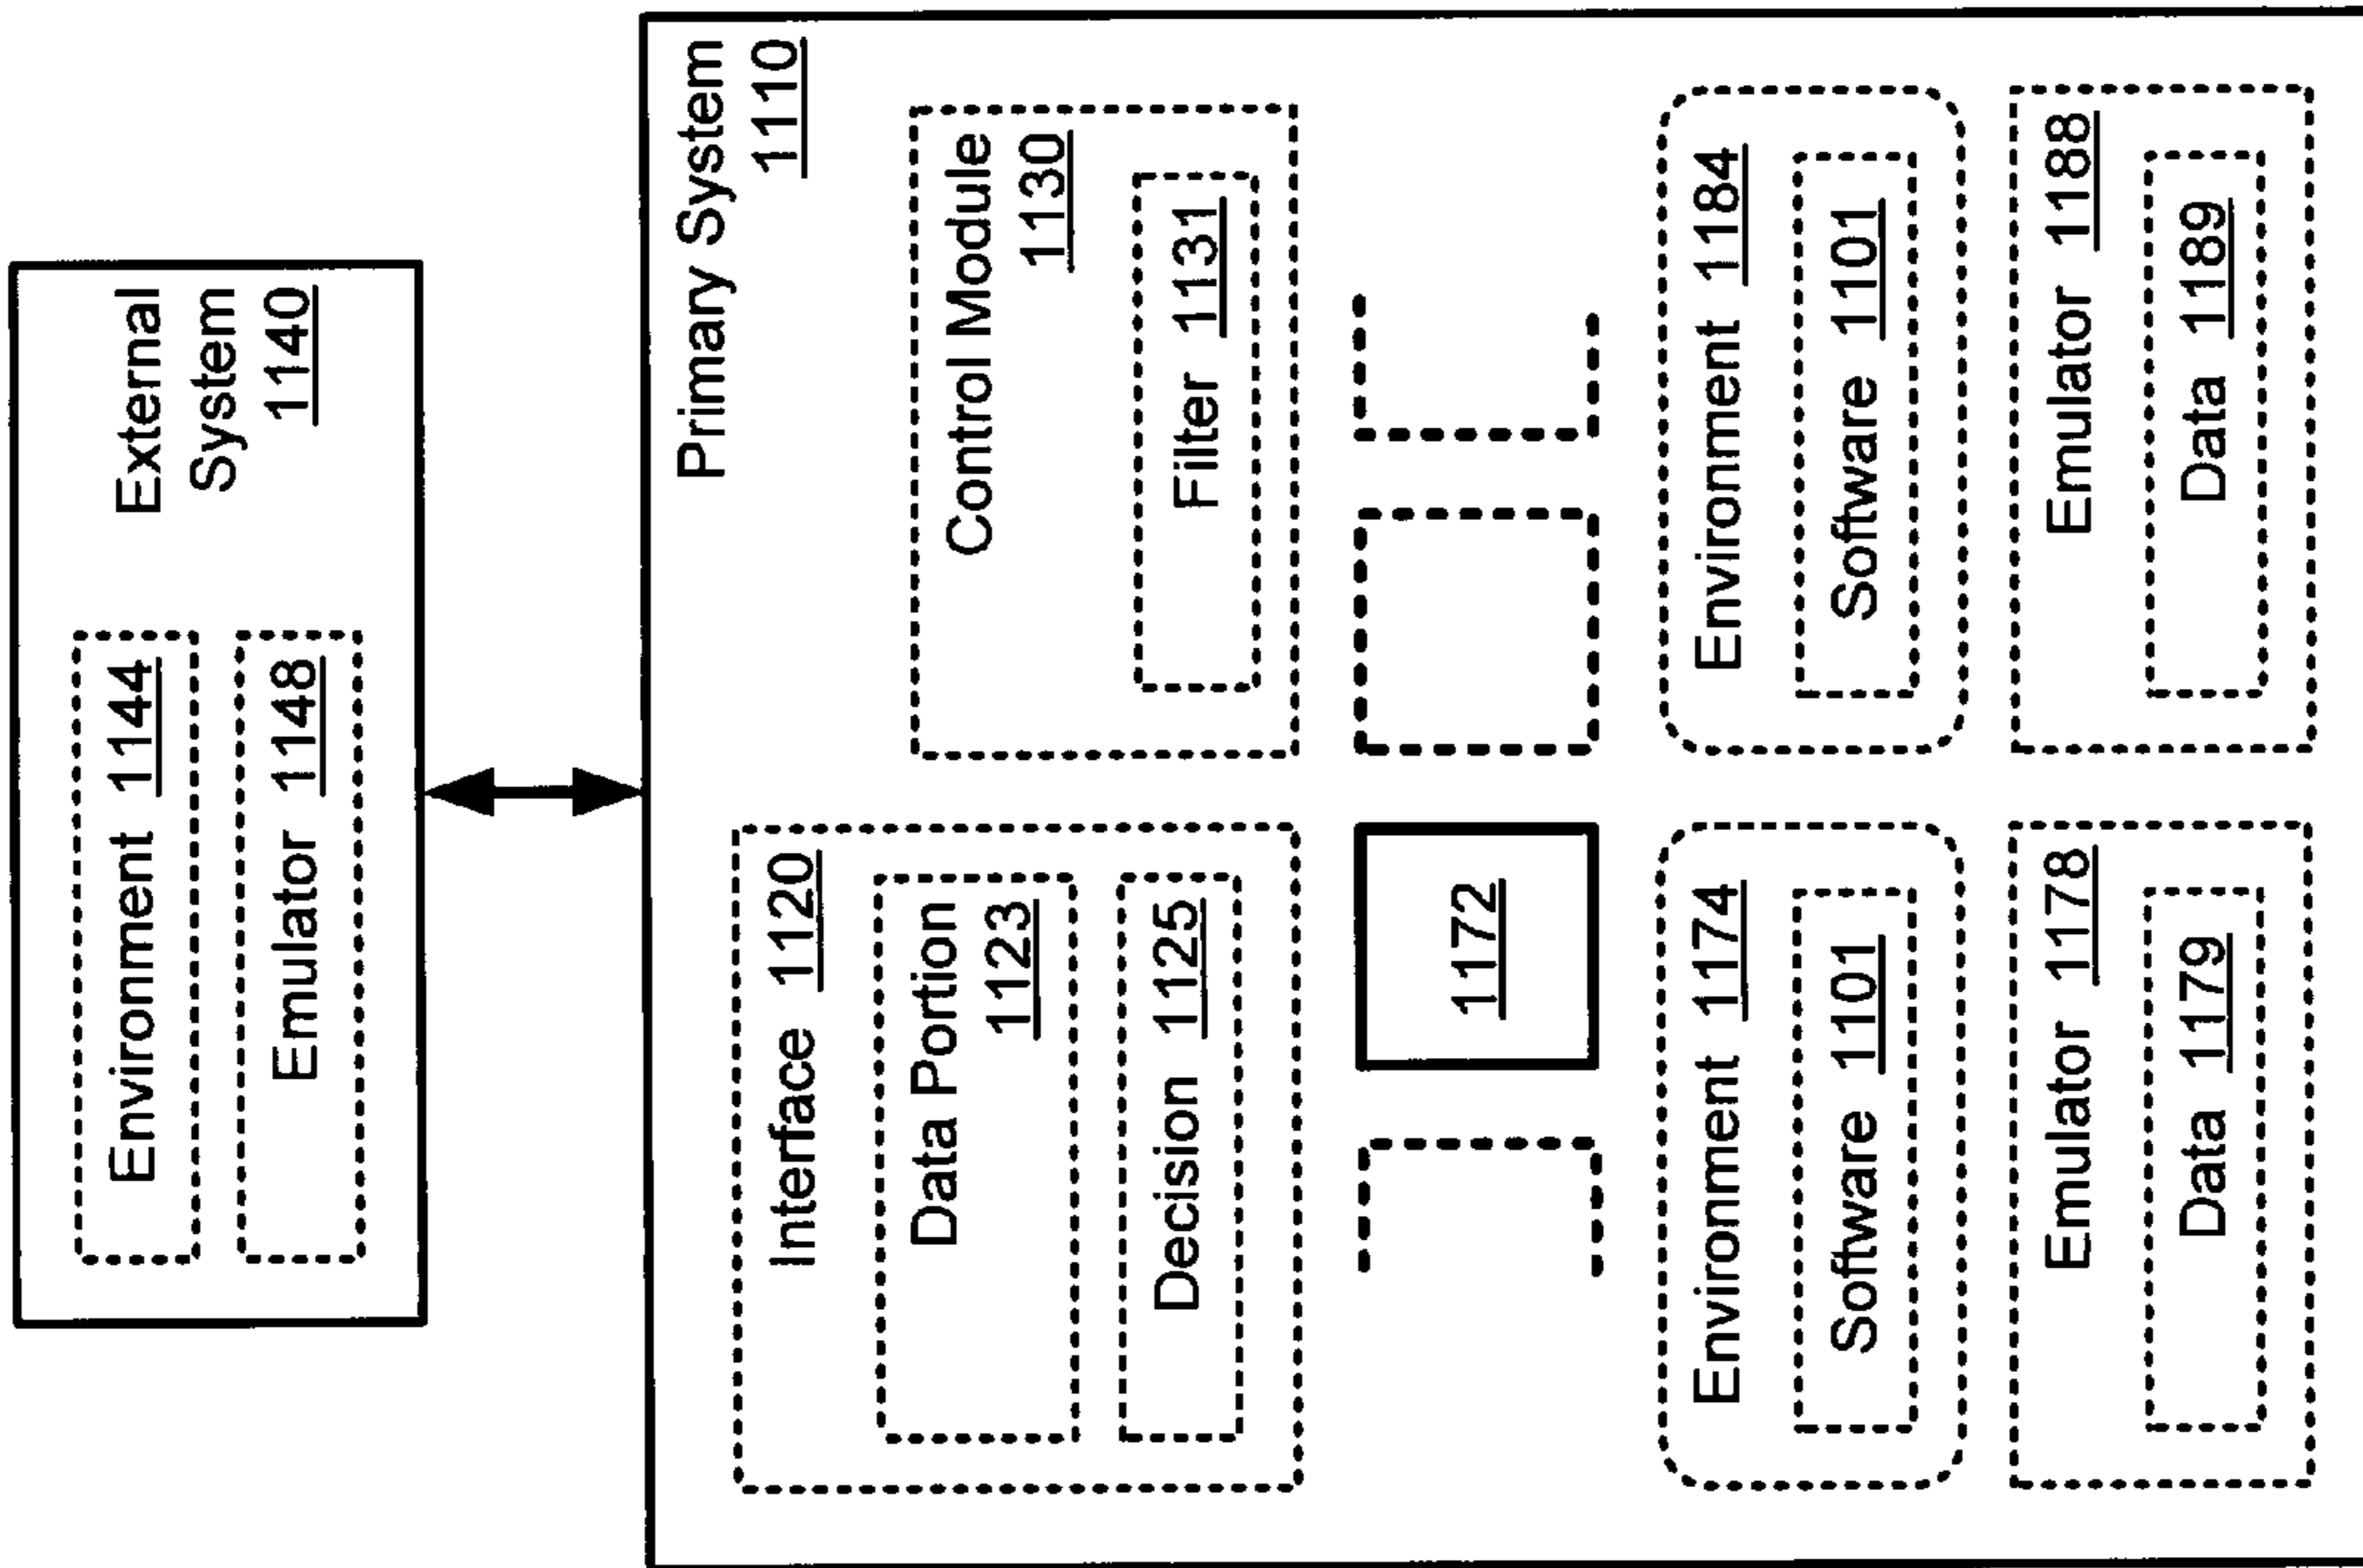 External
System
1140
Environment 1144
Emulator 1148
Primary System
1110
Interface 1120
Data Portion
1123
Decision 1125
Control Module
1130
Filter 1131
1172
Environment 1174
Software 1101
Environment 1184
Software 1101
Emulator 1178
Data 1179
Emulator 1188
Data 1189